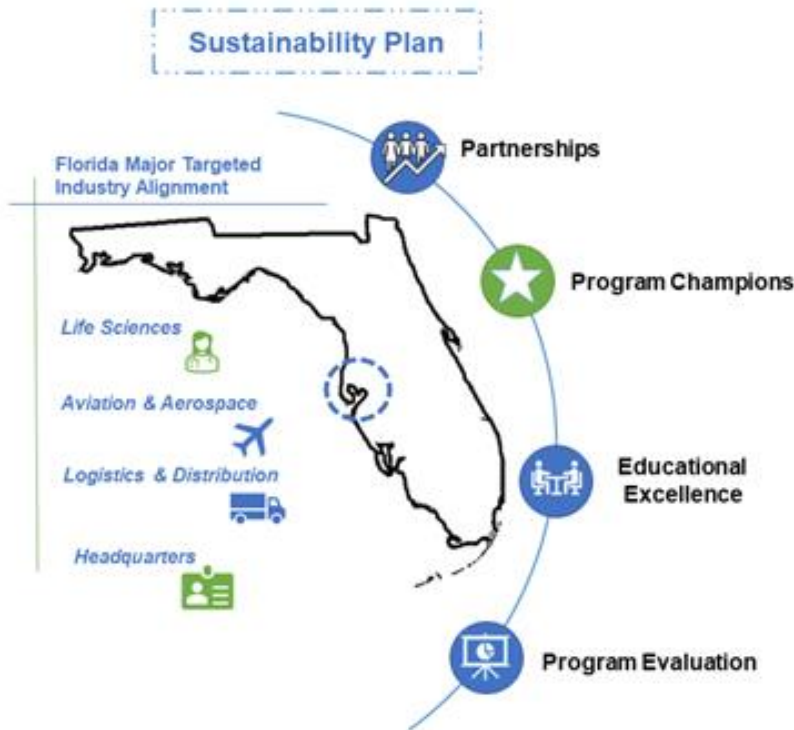 Sustainability Plan
Partnerships
Florida Major Targeted
Industry Alignment
Program Champions
Life Sciences
Aviation & Aerospace
Logistics & Distribution
Educational
Excellence
Headquarters
Program Evaluation